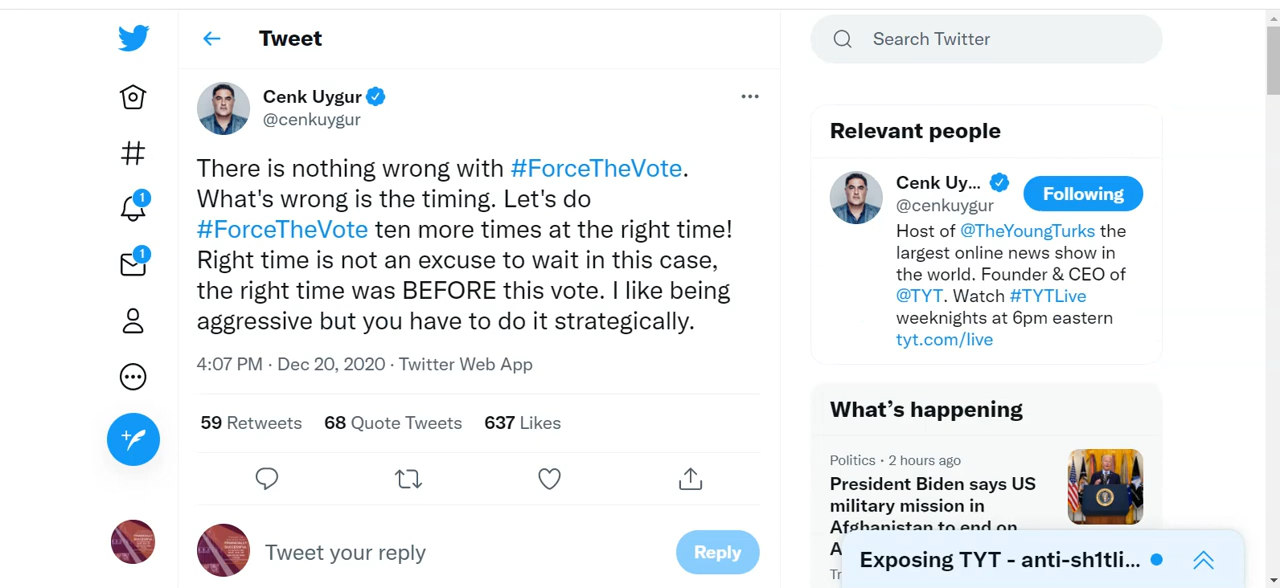 Tweet
Search Twitter
Cenk Uygur
@cenkuygur
There is nothing wrong with #ForceTheVote.
What's wrong is the timing. Let's do
#ForceTheVote ten more times at the right time!
Right time is not an excuse to wait in this case,
the right time was BEFORE this vote. I like being
aggressive but you have to do it strategically.
4:07 PM · Dec 20, 2020 · Twitter Web App
59 Retweets 68 Quote Tweets 637 Likes
Tweet your reply
Reply
1
1
Relevant people
Cenk Uy...
@cenkuygur
Following
Host of @TheYoungTurks the
largest online news show in
the world. Founder & CEO of
@TYT. Watch #TYTLive
weeknights at 6pm eastern
tyt.com/live
What's happening
Politics · 2 hours ago
President Biden says US
military mission in
Afghanistan to end on
A
Tr
Exposing TYT - anti-sh1tli...